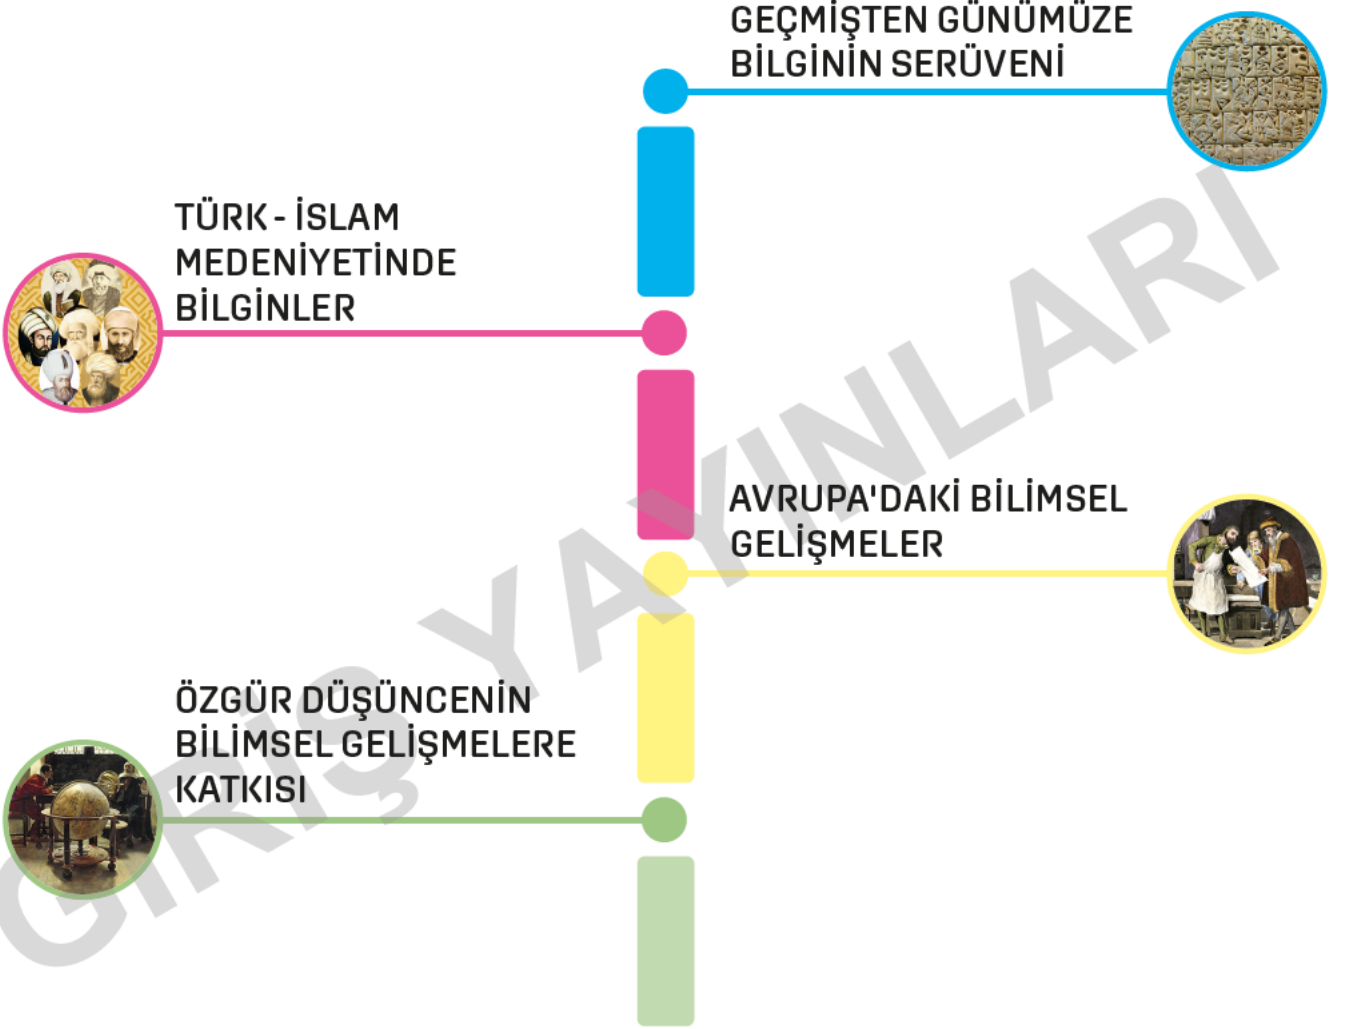 GEÇMİŞTEN GÜNÜMÜZE
BİLGİNİN SERÜVENİ
TÜRK - İSLAM
MEDENİYETİNDE
BİLGİNLER
AVRUPA'DAKİ BİLİMSEL
GELİŞMELER
ÖZGÜR DÜŞÜNCENİN
BİLİMSEL GELİŞMELERE
KATKISI
GİRİŞ YAYINLARI